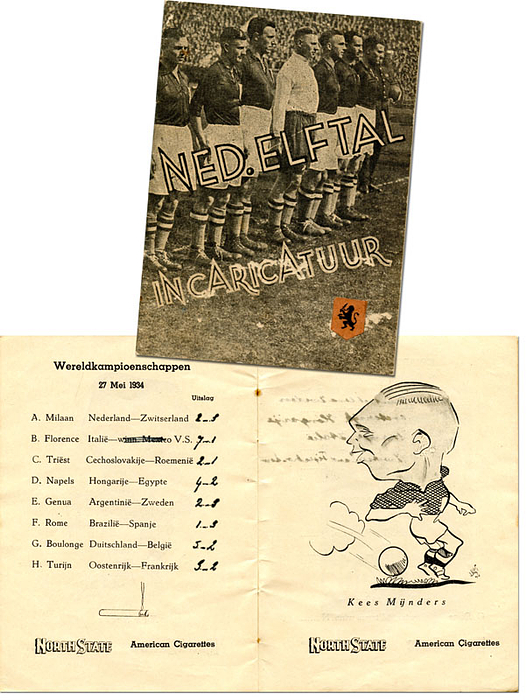 NED. ELFTAL
IN CARICATUUR
Wereldkampioenschappen
27 Mei 1934
Uitslag
A. Milaan Nederland—Zwitserland 2-3
B. Florence Italië— V.S. 7-1
C. Triëst Cechoslovakije—Roemenië 2-1
D. Napels Hongarije—Egypte 4-2
E. Genua Argentinië—Zweden 2-3
F. Rome Brazilië—Spanje 1-3
G. Boulonge Duitschland—België 5-2
H. Turijn Oostenrijk—Frankrijk 3-2
NORTH STATE American Cigarettes
Kees Mijnders
NORTH STATE American Cigarettes